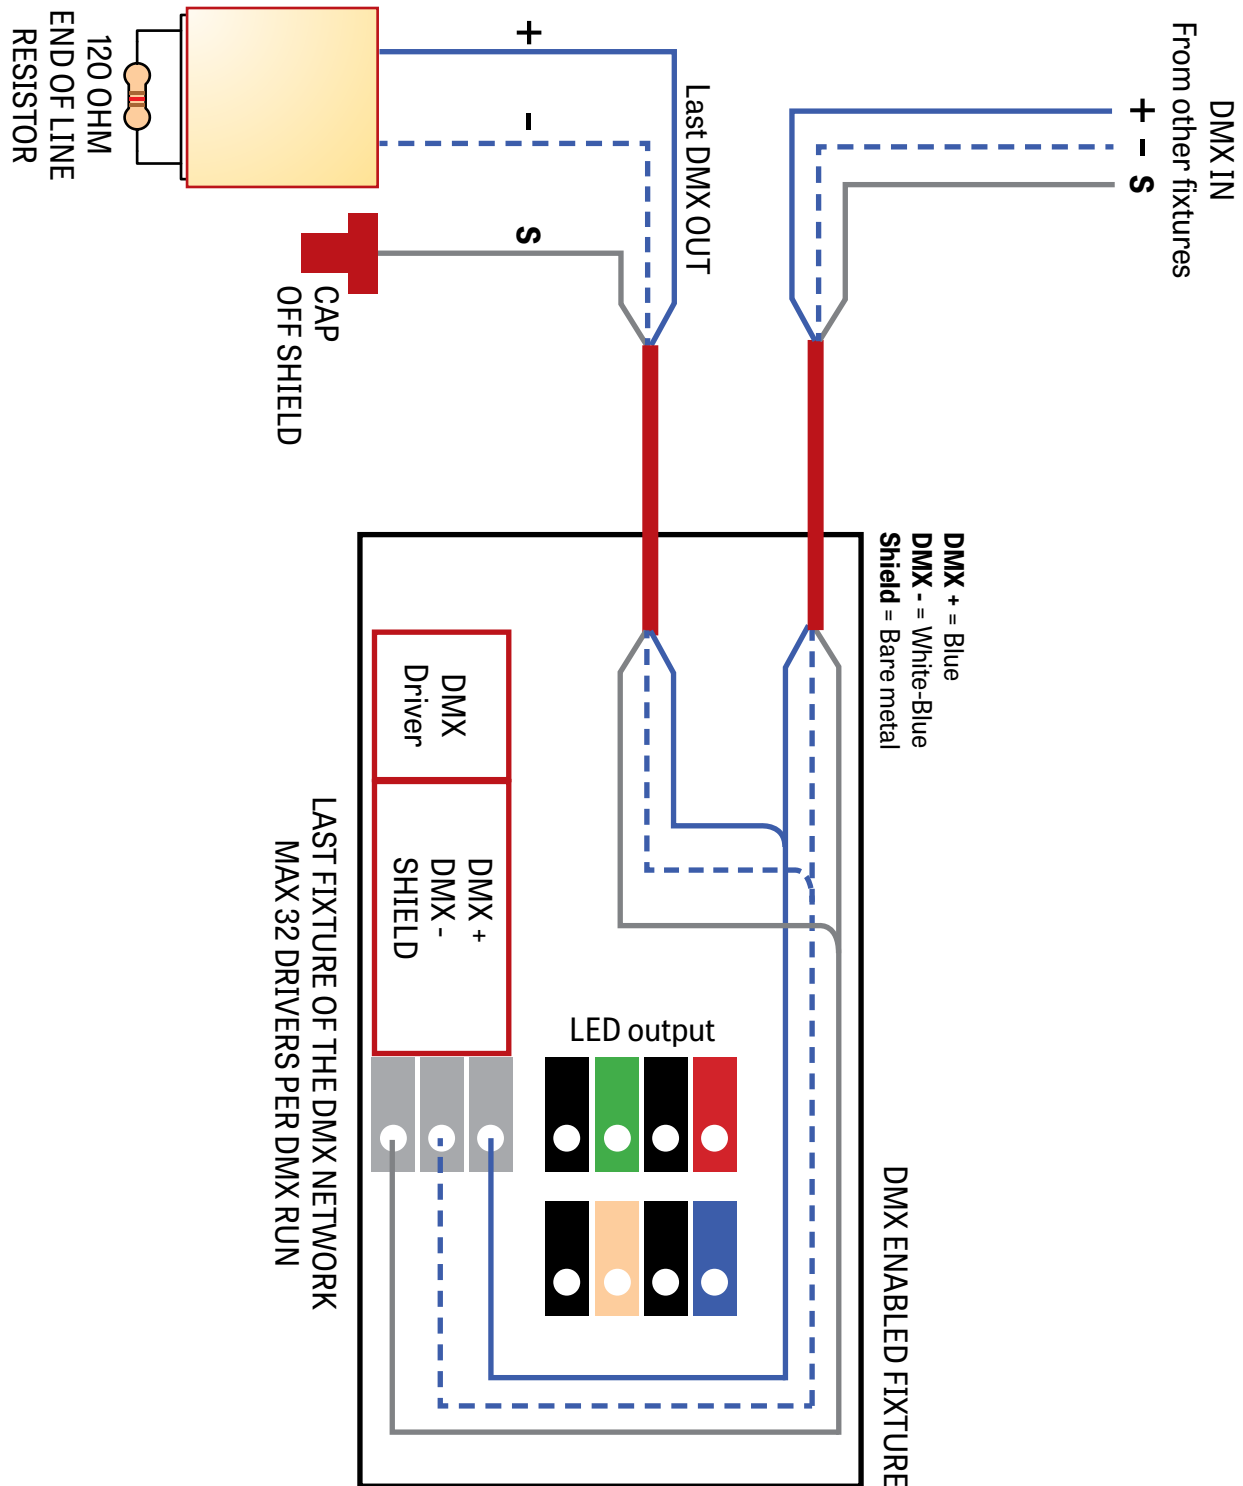 DMX IN
From other fixtures
+
-
S
Last DMX OUT
+
-
S
120 OHM
END OF LINE
RESISTOR
CAP
OFF SHIELD
DMX + = Blue
DMX - = White-Blue
Shield = Bare metal
DMX ENABLED FIXTURE
DMX
Driver
DMX +
DMX -
SHIELD
LED output
LAST FIXTURE OF THE DMX NETWORK
MAX 32 DRIVERS PER DMX RUN